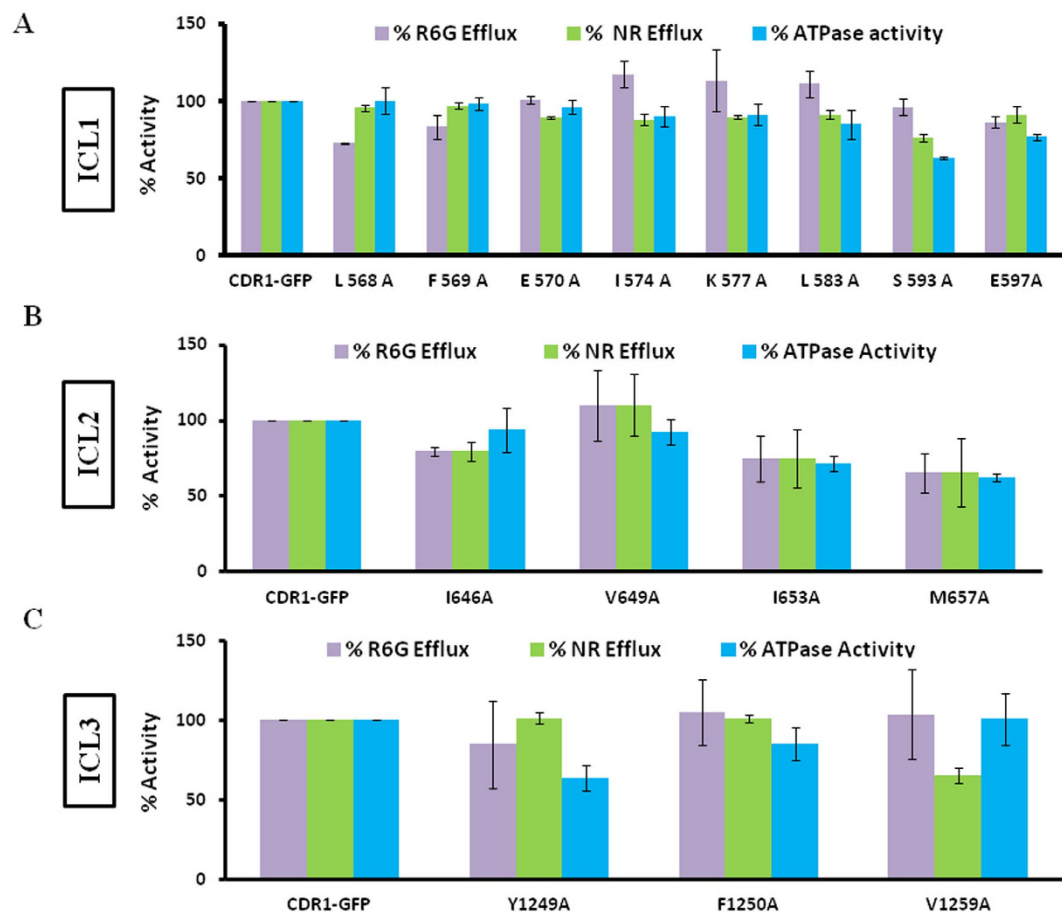 A
ICL1
% Activity
150
100
50
0
% R6G Efflux % NR Efflux % ATPase activity
CDR1-GFP L 568 A F 569 A E 570 A I 574 A K 577 A L 583 A S 593 A E597A
B
ICL2
% Activity
150
100
50
0
% R6G Efflux % NR Efflux % ATPase Activity
CDR1-GFP I646A V649A I653A M657A
C
ICL3
% Activity
150
100
50
0
% R6G Efflux % NR Efflux % ATPase Activity
CDR1-GFP Y1249A F1250A V1259A